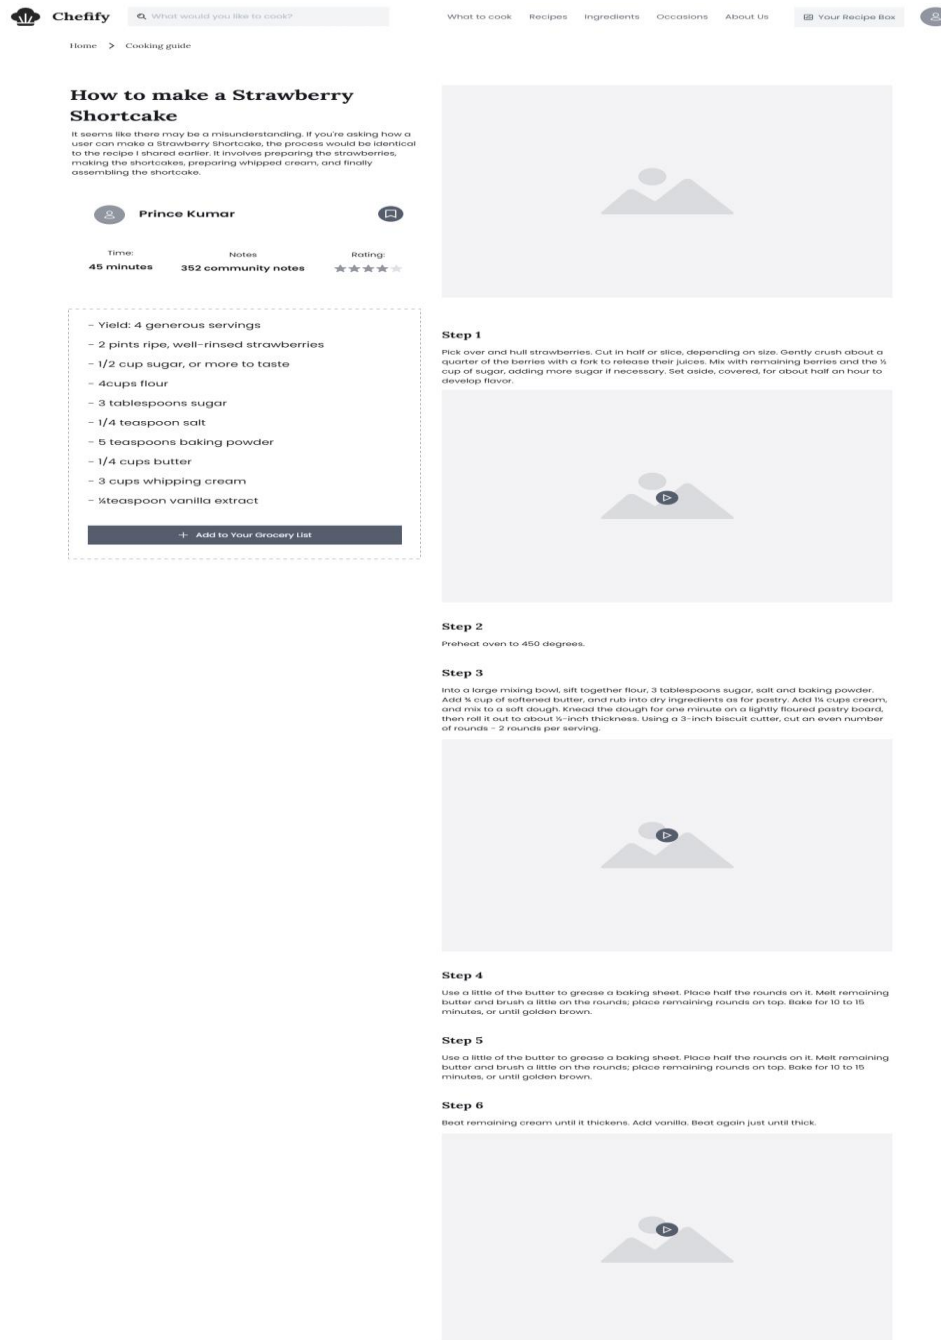 Chefify
What would you like to cook?
What to cook Recipes Ingredients Occasions About Us Your Recipe Box
Home > Cooking guide
How to make a Strawberry
Shortcake
It seems like there may be a misunderstanding. If you're asking how a
user can make a Strawberry Shortcake, the process would be identical
to the recipe I shared earlier. It involves preparing the strawberries,
making the shortcakes, preparing whipped cream, and finally
assembling the shortcake.
Prince Kumar
Time:
45 minutes
Notes
352 community notes
Rating:
- Yield: 4 generous servings
- 2 pints ripe, well-rinsed strawberries
- 1/2 cup sugar, or more to taste
- 4cups flour
- 3 tablespoons sugar
- 1/4 teaspoon salt
- 5 teaspoons baking powder
- 1/4 cups butter
- 3 cups whipping cream
- ¼teaspoon vanilla extract
+ Add to Your Grocery List
Step 1
Pick over and hull strawberries. Cut in half or slice, depending on size. Gently crush about a
quarter of the berries with a fork to release their juices. Mix with remaining berries and the ½
cup of sugar, adding more sugar if necessary. Set aside, covered, for about half an hour to
develop flavor.
Step 2
Preheat oven to 450 degrees.
Step 3
Into a large mixing bowl, sift together flour, 3 tablespoons sugar, salt and baking powder.
Add ¾ cup of softened butter, and rub into dry ingredients as for pastry. Add 1¼ cups cream,
and mix to a soft dough. Knead the dough for one minute on a lightly floured pastry board,
then roll it out to about ½-inch thickness. Using a 3-inch biscuit cutter, cut an even number
of rounds - 2 rounds per serving.
Step 4
Use a little of the butter to grease a baking sheet. Place half the rounds on it. Melt remaining
butter and brush a little on the rounds; place remaining rounds on top. Bake for 10 to 15
minutes, or until golden brown.
Step 5
Use a little of the butter to grease a baking sheet. Place half the rounds on it. Melt remaining
butter and brush a little on the rounds; place remaining rounds on top. Bake for 10 to 15
minutes, or until golden brown.
Step 6
Beat remaining cream until it thickens. Add vanilla. Beat again just until thick.